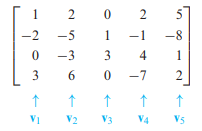 1 2 0 2 5
−2 −5 1 −1 −8
0 −3 3 4 1
3 6 0 −7 2
↑ ↑ ↑ ↑ ↑
v₁ v₂ v₃ v₄ v₅